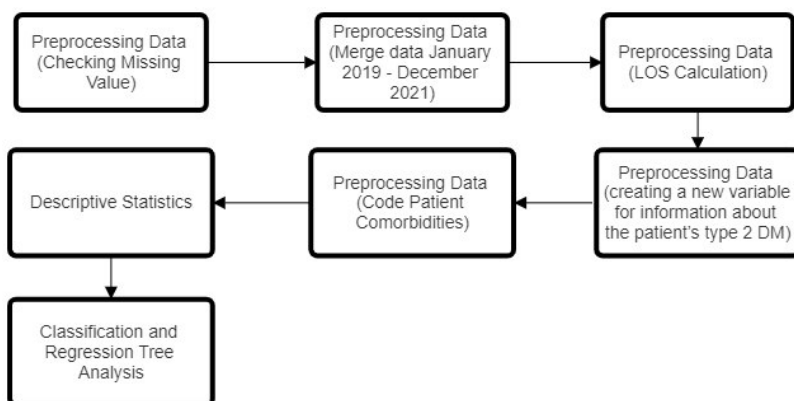 Preprocessing Data
(Checking Missing
Value)
Preprocessing Data
(Merge data January
2019 - December
2021)
Preprocessing Data
(LOS Calculation)
Preprocessing Data
(creating a new variable
for information about
the patient's type 2 DM)
Preprocessing Data
(Code Patient
Comorbidities)
Descriptive Statistics
Classification and
Regression Tree
Analysis